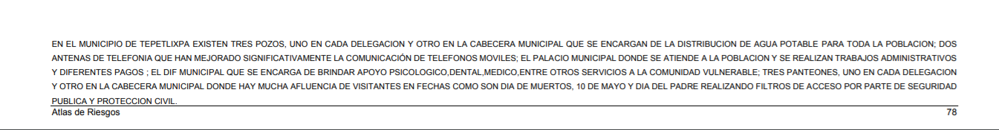 EN EL MUNICIPIO DE TEPETLIXPA EXISTEN TRES POZOS, UNO EN CADA DELEGACION Y OTRO EN LA CABECERA MUNICIPAL QUE SE ENCARGAN DE LA DISTRIBUCION DE AGUA POTABLE PARA TODA LA POBLACION; DOS
ANTENAS DE TELEFONIA QUE HAN MEJORADO SIGNIFICATIVAMENTE LA COMUNICACIÓN DE TELEFONOS MOVILES; EL PALACIO MUNICIPAL DONDE SE ATIENDE A LA POBLACION Y SE REALIZAN TRABAJOS ADMINISTRATIVOS
Y DIFERENTES PAGOS ; EL DIF MUNICIPAL QUE SE ENCARGA DE BRINDAR APOYO PSICOLOGICO,DENTAL,MEDICO,ENTRE OTROS SERVICIOS A LA COMUNIDAD VULNERABLE; TRES PANTEONES, UNO EN CADA DELEGACION
Y OTRO EN LA CABECERA MUNICIPAL DONDE HAY MUCHA AFLUENCIA DE VISITANTES EN FECHAS COMO SON DIA DE MUERTOS, 10 DE MAYO Y DIA DEL PADRE REALIZANDO FILTROS DE ACCESO POR PARTE DE SEGURIDAD
PUBLICA Y PROTECCION CIVIL.
Atlas de Riesgos 78